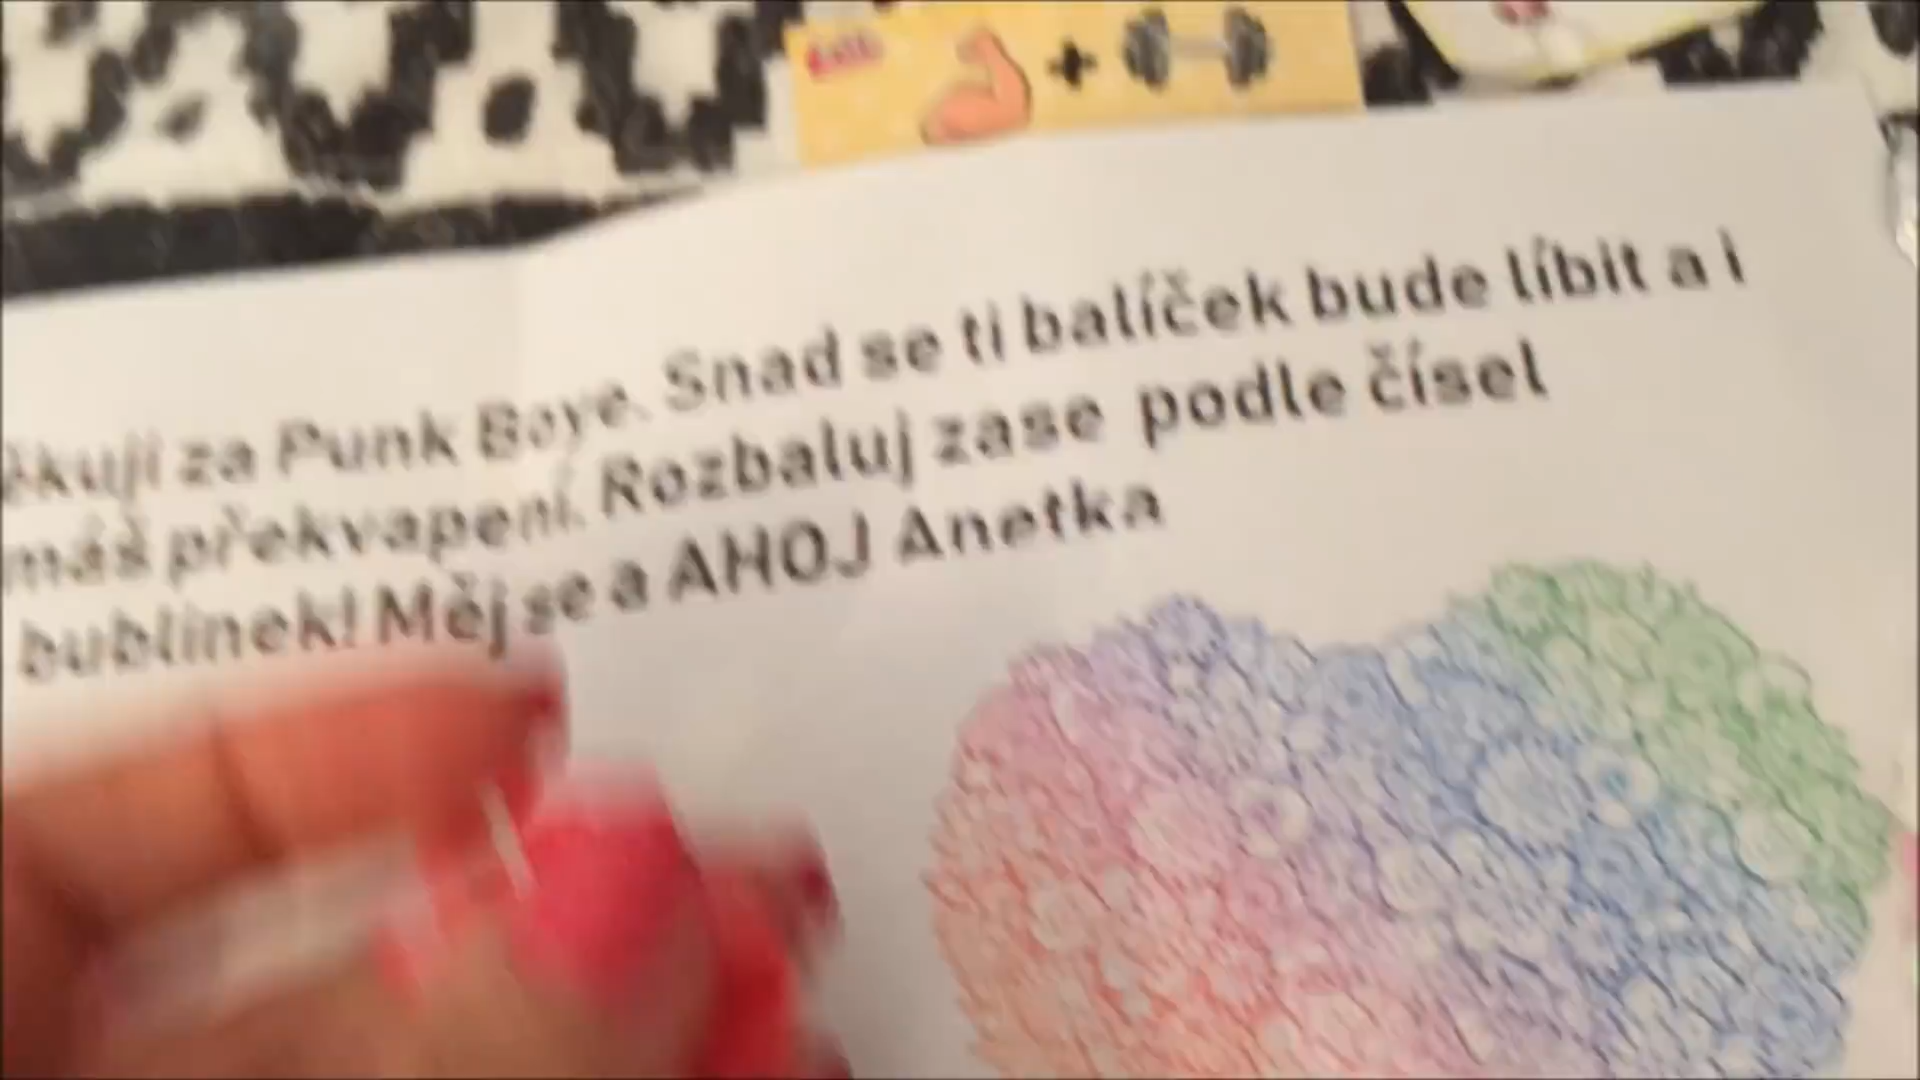 ěkuji za Punk Boye. Snad se ti balíček bude líbit a i
máš překvapení. Rozbaluj zase podle čísel
bublinek! Měj se a AHOJ Anetka